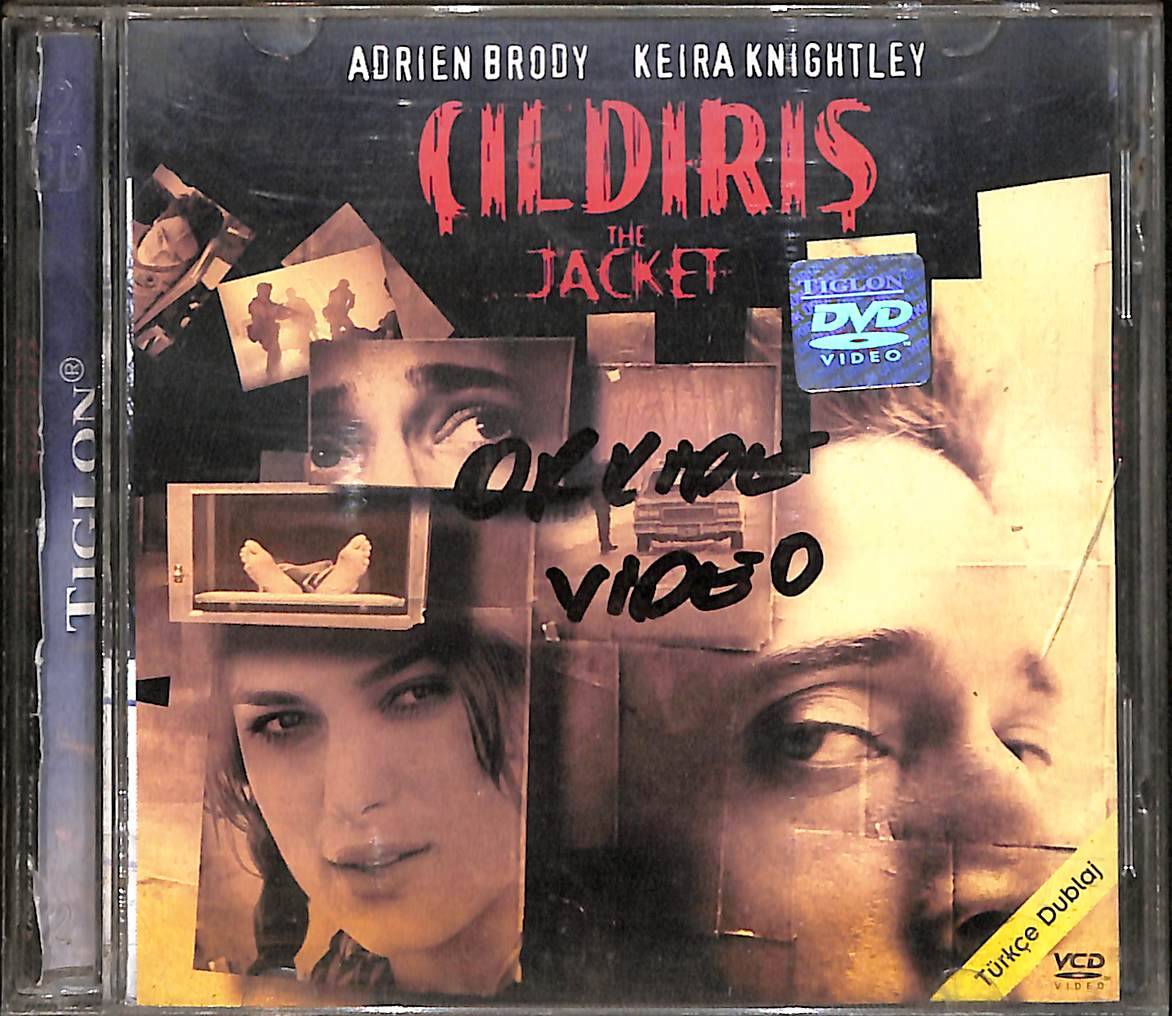 ADRIEN BRODY KEIRA KNIGHTLEY
ÇILDIRIŞ
THE
JACKET
TIGLON
DVD
VIDEO
VIDEO
TIGLON®
Türkçe Dublaj
VCD
VIDEO